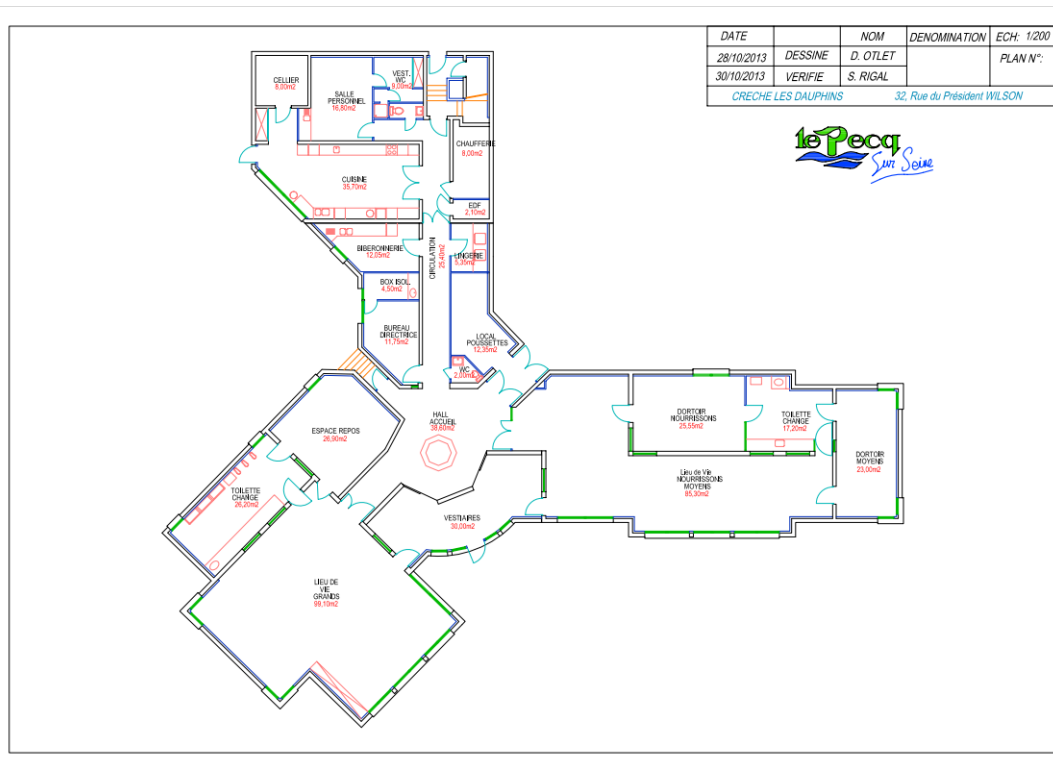 DATE NOM DENOMINATION ECH: 1/200
28/10/2013 DESSINE D. OTLET PLAN N°:
30/10/2013 VERIFIE S. RIGAL
CRECHE LES DAUPHINS 32, Rue du Président WILSON
le Pecq
Sur Seine
CELLIER
8,00m2
SALLE
PERSONNEL
16,80m2
VEST.
WC
9,00m2
CHAUFFERIE
8,00m2
CUISINE
35,70m2
EDF
2,10m2
BIBERONNERIE
12,05m2
CIRCULATION
25,40m2
LINGERIE
5,35m2
BOX ISOL.
4,50m2
BUREAU
DIRECTRICE
11,75m2
LOCAL
POUSSETTES
12,35m2
WC
2,00m2
HALL
ACCUEIL
38,60m2
ESPACE REPOS
26,90m2
DORTOIR
NOURRISSONS
25,55m2
TOILETTE
CHANGE
17,20m2
DORTOIR
MOYENS
23,00m2
Lieu de Vie
NOURRISSONS
MOYENS
85,30m2
TOILETTE
CHANGE
26,20m2
VESTIAIRES
30,00m2
LIEU DE
VIE
GRANDS
99,10m2